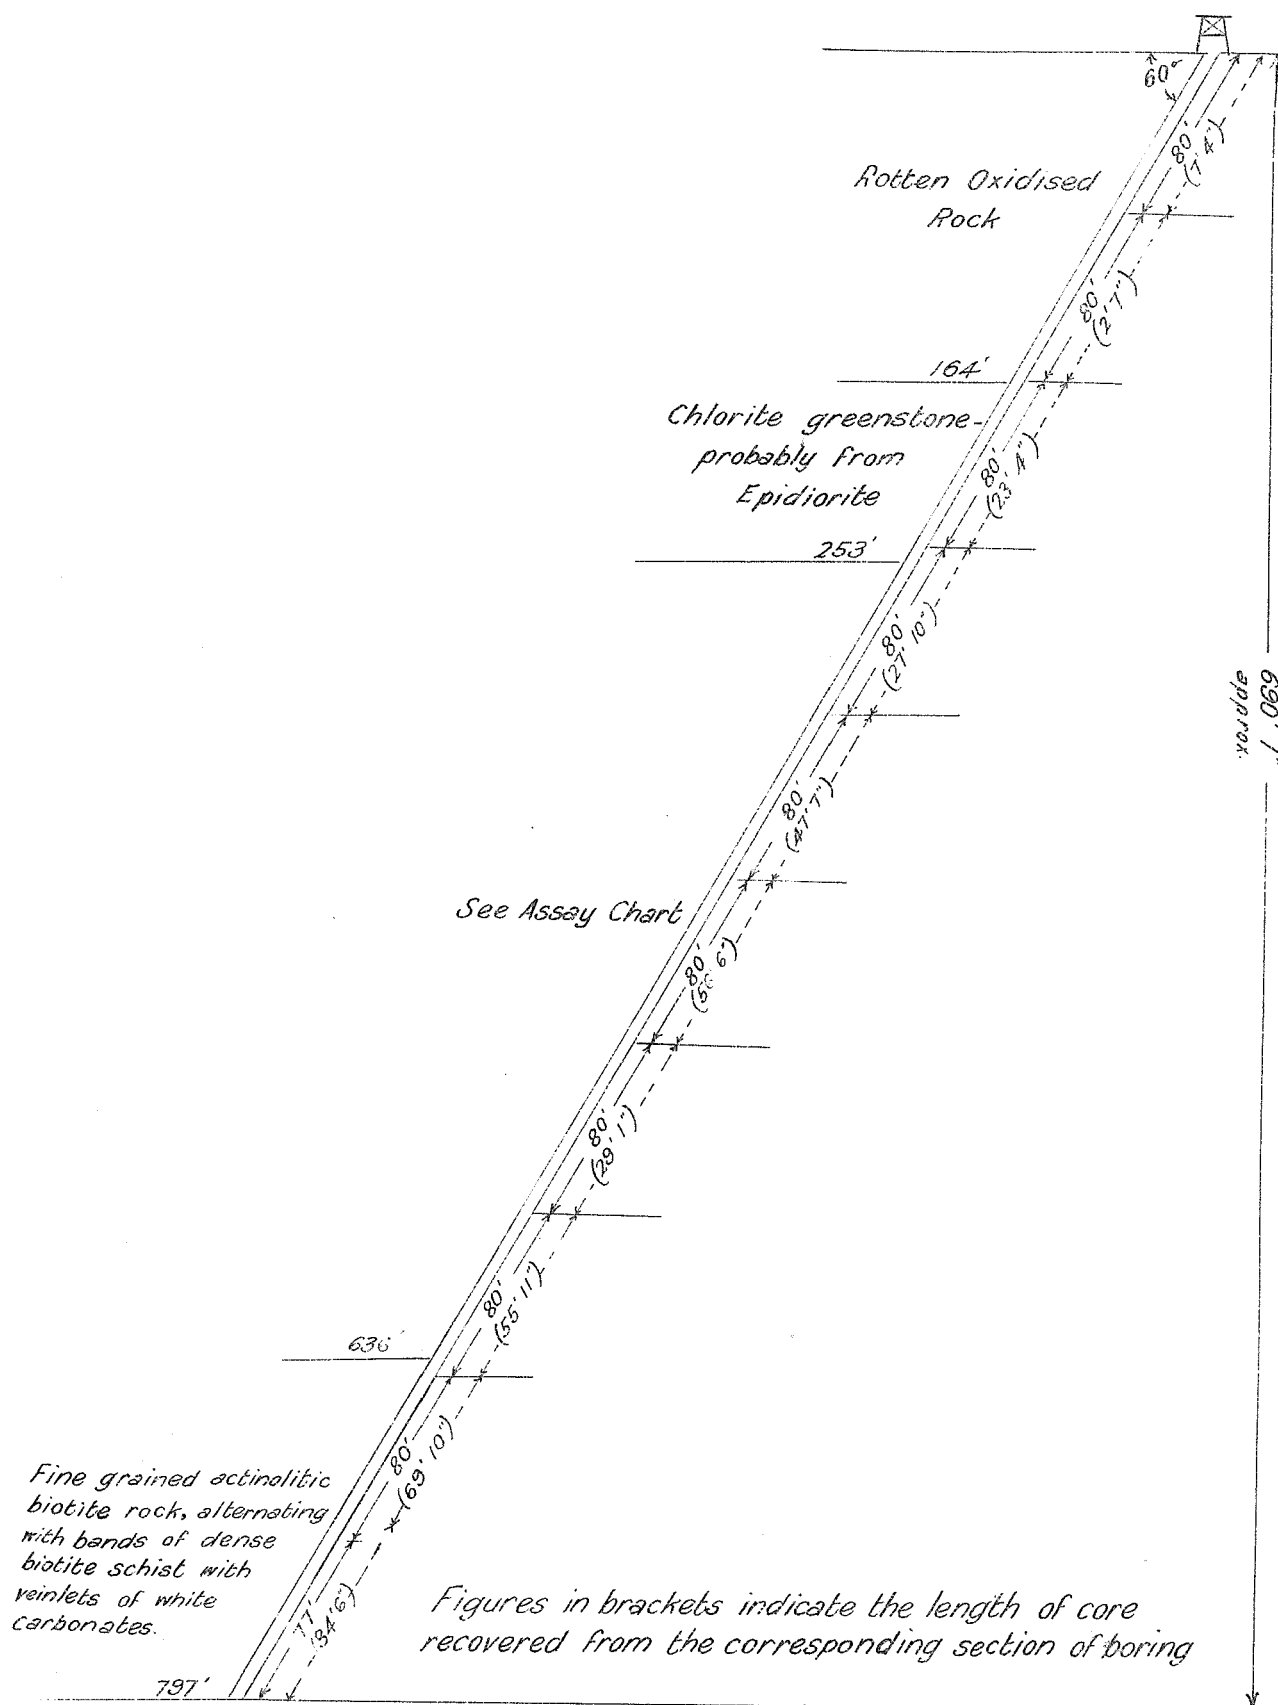 60°
80'
(7' 4")
Rotten Oxidised
Rock
80'
(2' 7")
164'
Chlorite greenstone-
probably from
Epidiorite
80'
(23' 4")
253'
80'
(27' 10")
690' 1"
approx.
80'
(47' 7")
See Assay Chart
80'
80'
(29' 1")
80'
(55' 11")
80'
(69' 10")
Fine grained actinolitic
biotite rock, alternating
with bands of dense
biotite schist with
veinlets of white
carbonates.
77'
Figures in brackets indicate the length of core
recovered from the corresponding section of boring
797'